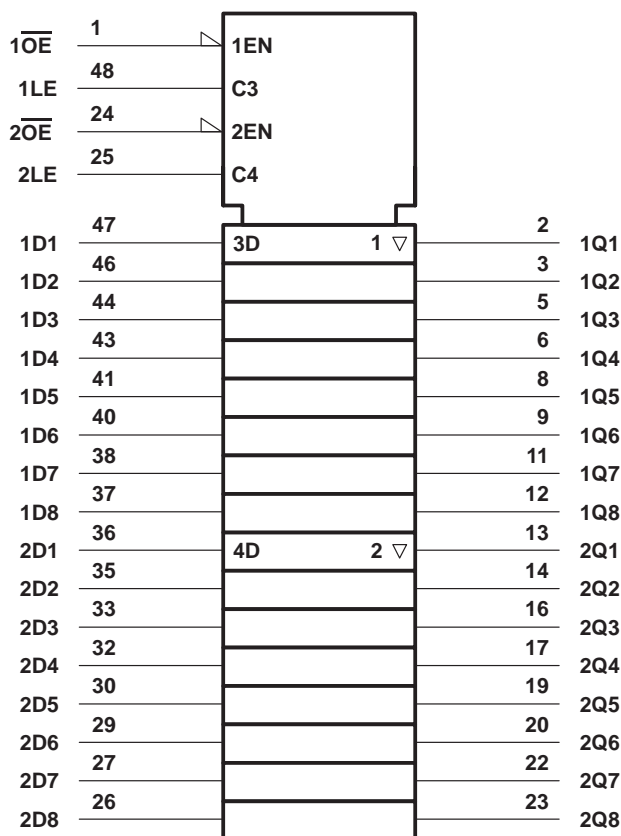 1O̅E̅ 1 1EN
1LE 48 C3
2O̅E̅ 24 2EN
2LE 25 C4
1D1 47 3D 1 ▽ 2 1Q1
1D2 46 3 1Q2
1D3 44 5 1Q3
1D4 43 6 1Q4
1D5 41 8 1Q5
1D6 40 9 1Q6
1D7 38 11 1Q7
1D8 37 12 1Q8
2D1 36 4D 2 ▽ 13 2Q1
2D2 35 14 2Q2
2D3 33 16 2Q3
2D4 32 17 2Q4
2D5 30 19 2Q5
2D6 29 20 2Q6
2D7 27 22 2Q7
2D8 26 23 2Q8